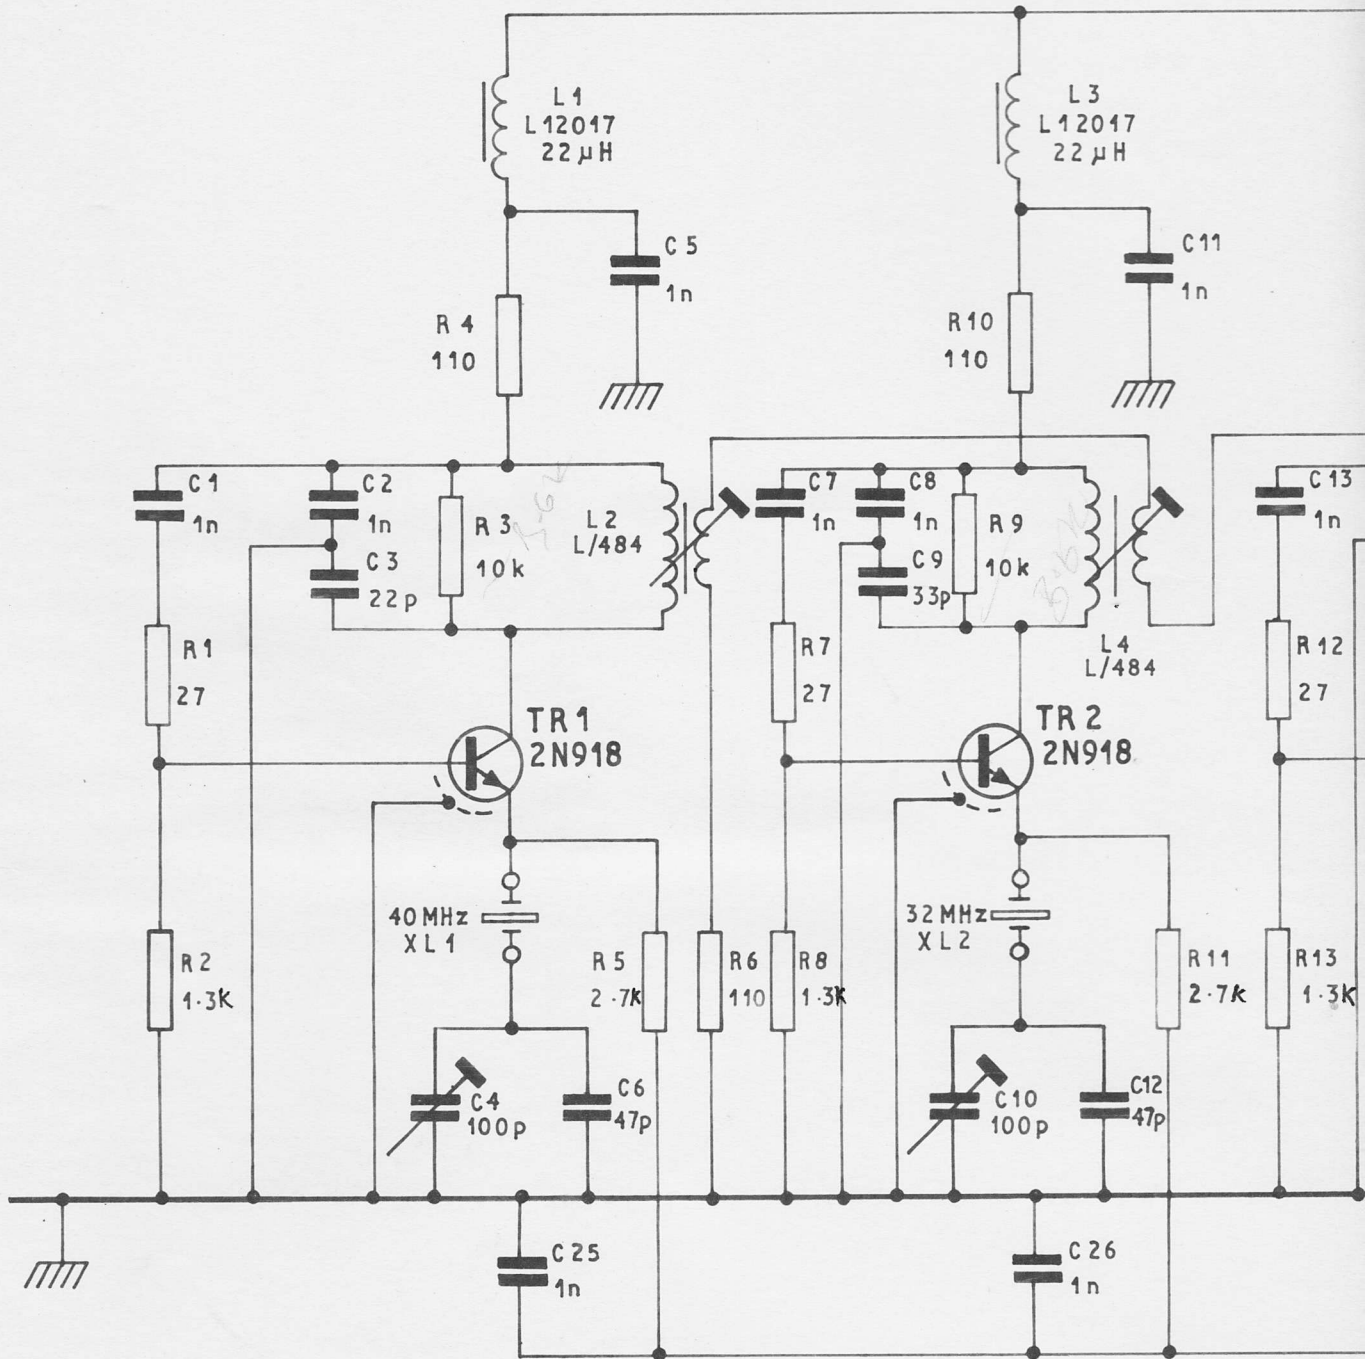 L1
L12017
22µH
L3
L12017
22µH
C5
1n
C11
1n
R4
110
R10
110
C1
1n
C2
1n
C3
22p
R3
10k
3.6K
L2
L/484
C7
1n
C8
1n
C9
33p
R9
10k
3.6K
L4
L/484
C13
1n
R1
27
R7
27
R12
27
TR1
2N918
TR2
2N918
40MHz
XL1
32MHz
XL2
R2
1.3K
R5
2.7K
R6
110
R8
1.3K
R11
2.7K
R13
1.3K
C4
100p
C6
47p
C10
100p
C12
47p
C25
1n
C26
1n